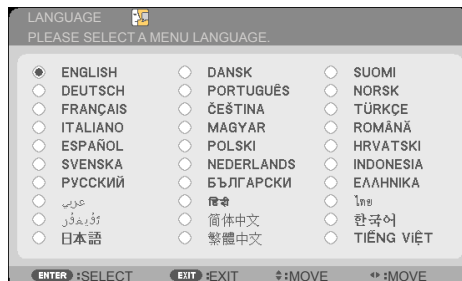 LANGUAGE
PLEASE SELECT A MENU LANGUAGE.
ENGLISH DANSK SUOMI
DEUTSCH PORTUGUÊS NORSK
FRANÇAIS ČEŠTINA TÜRKÇE
ITALIANO MAGYAR ROMÂNĂ
ESPAÑOL POLSKI HRVATSKI
SVENSKA NEDERLANDS INDONESIA
РУССКИЙ БЪЛГАРСКИ ΕΛΛΗΝΙΚΑ
عربي हिन्दी ไทย
简体中文 한국어
日本語 繁體中文 TIẾNG VIỆT
ENTER :SELECT EXIT :EXIT :MOVE :MOVE